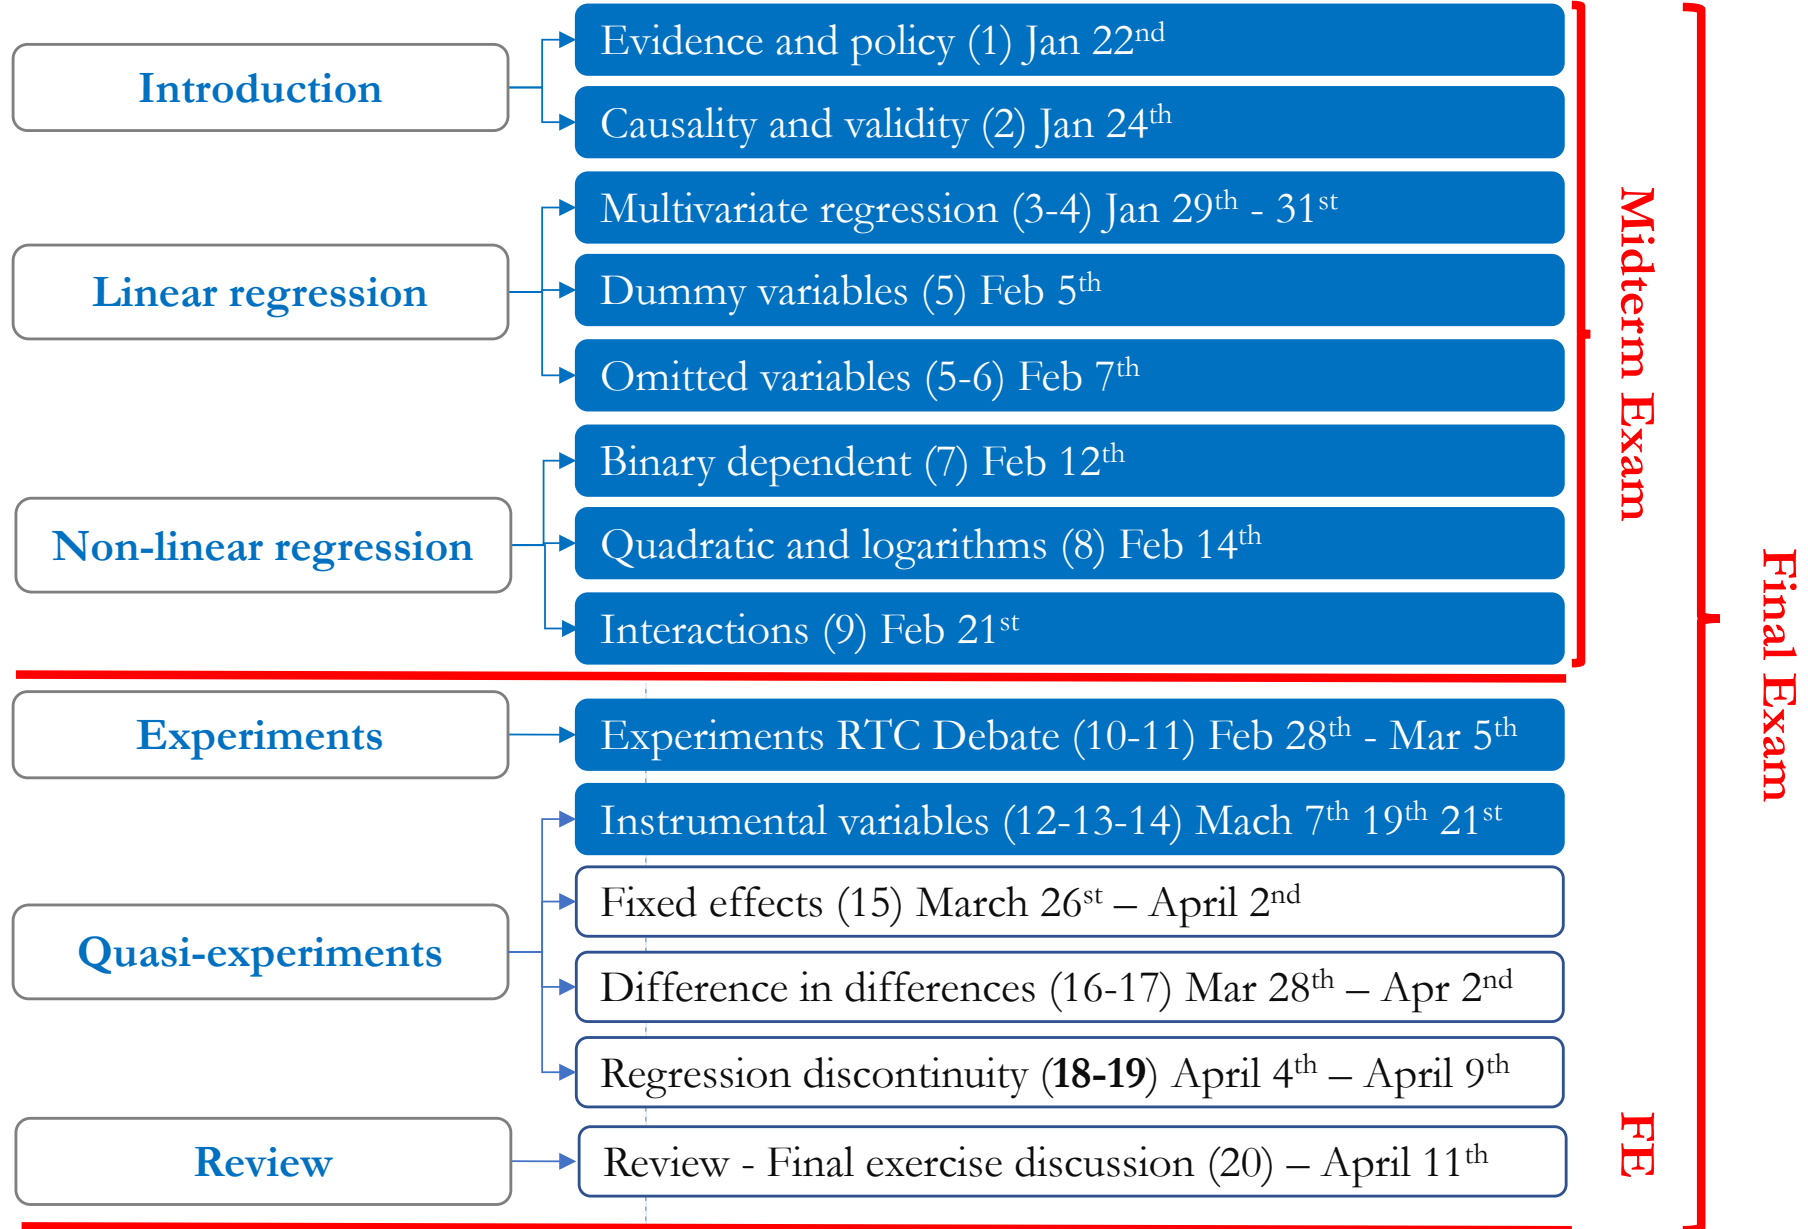 Introduction
Evidence and policy (1) Jan 22nd
Causality and validity (2) Jan 24th
Linear regression
Multivariate regression (3-4) Jan 29th - 31st
Dummy variables (5) Feb 5th
Omitted variables (5-6) Feb 7th
Non-linear regression
Binary dependent (7) Feb 12th
Quadratic and logarithms (8) Feb 14th
Interactions (9) Feb 21st
Midterm Exam
Experiments
Experiments RTC Debate (10-11) Feb 28th - Mar 5th
Quasi-experiments
Instrumental variables (12-13-14) Mach 7th 19th 21st
Fixed effects (15) March 26st – April 2nd
Difference in differences (16-17) Mar 28th – Apr 2nd
Regression discontinuity (18-19) April 4th – April 9th
Review
Review - Final exercise discussion (20) – April 11th
FE
Final Exam